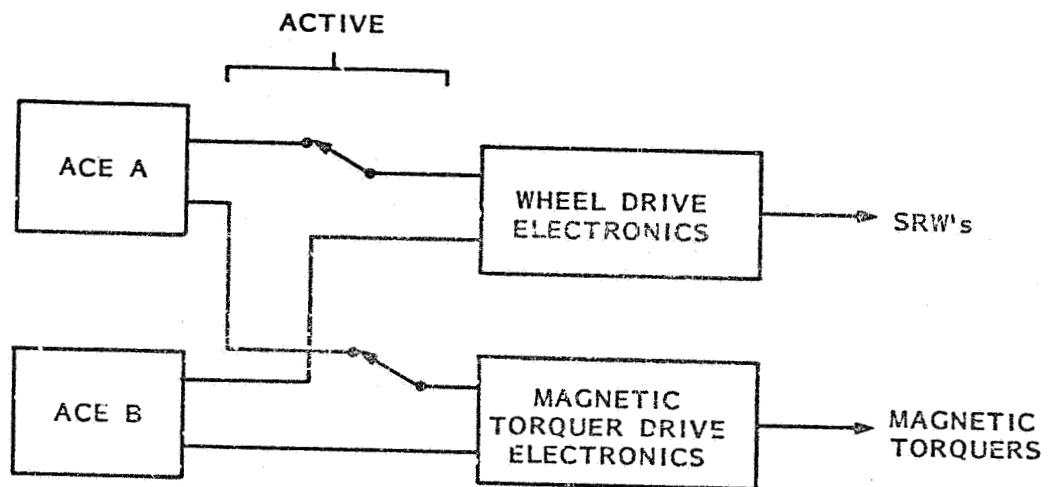 ACTIVE
ACE A
WHEEL DRIVE
ELECTRONICS
SRW's
ACE B
MAGNETIC
TORQUER DRIVE
ELECTRONICS
MAGNETIC
TORQUERS